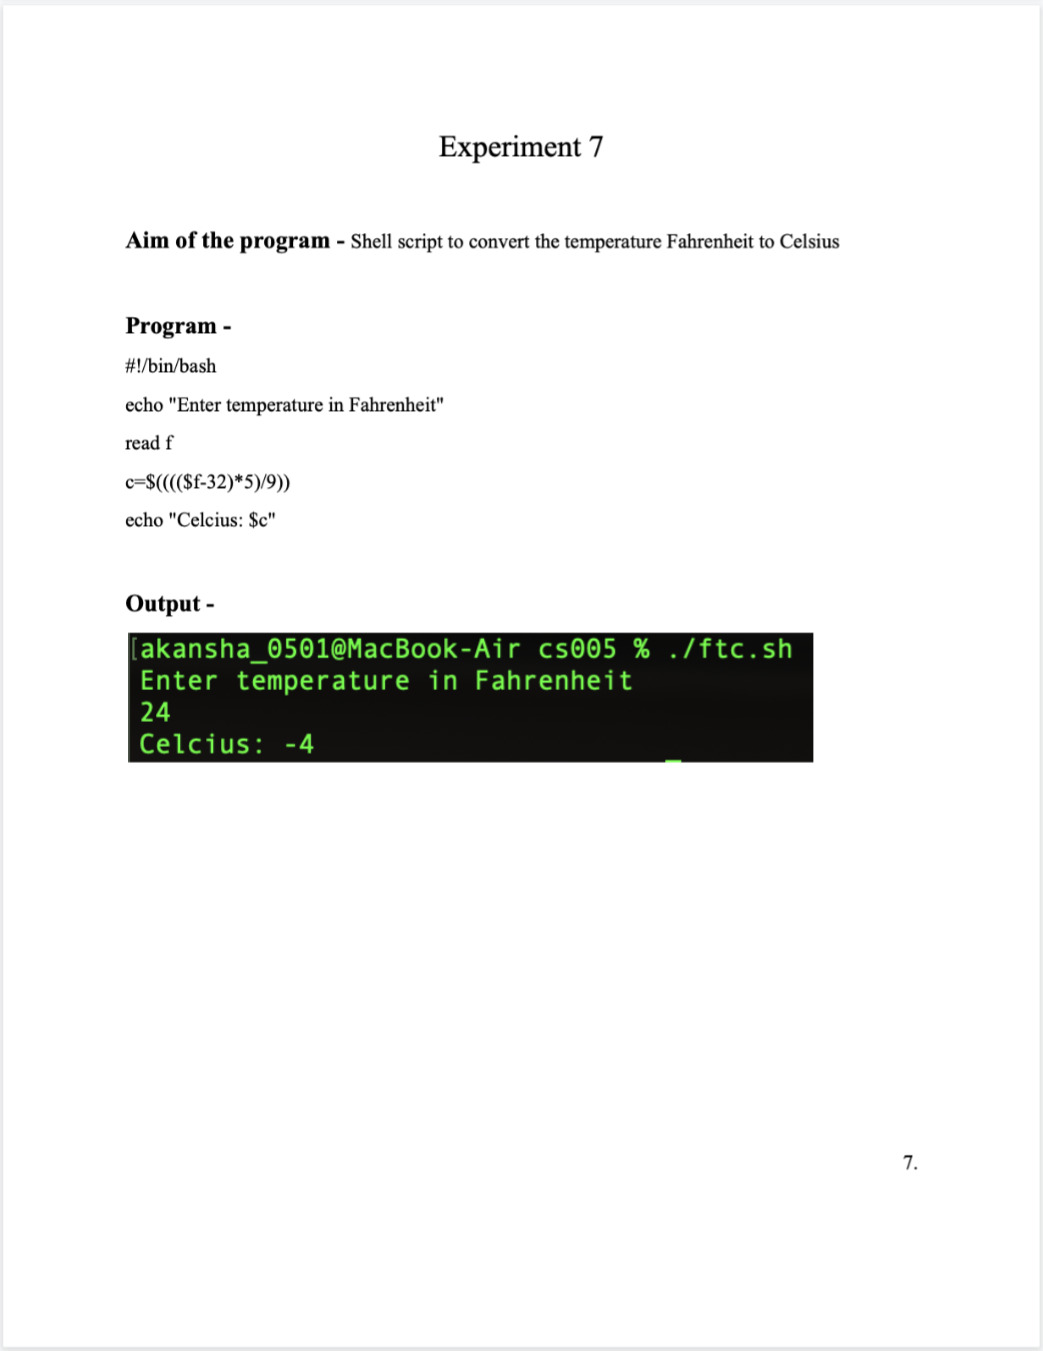 Experiment 7
Aim of the program - Shell script to convert the temperature Fahrenheit to Celsius
Program -
#!/bin/bash
echo "Enter temperature in Fahrenheit"
read f
c=$(((($f-32)*5)/9))
echo "Celcius: $c"
Output -
[akansha_0501@MacBook-Air cs005 % ./ftc.sh
Enter temperature in Fahrenheit
24
Celcius: -4
7.